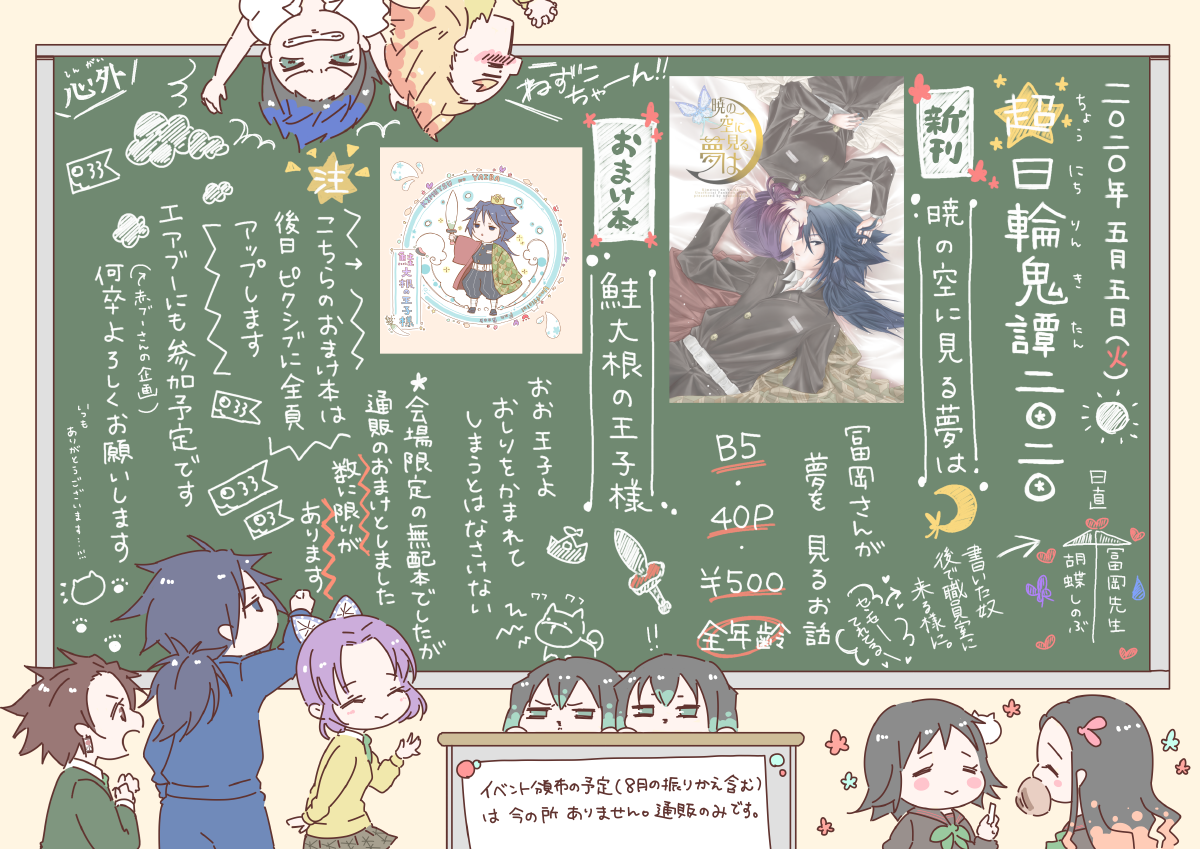 二〇二〇年 五月五日(火)
超日輪鬼譚二〇二〇
ちょう にち りん き たん
日直
冨岡先生
胡蝶しのぶ
書いた奴
後で職員室に
来る様に。
新刊
暁の空に見る夢は
冨岡さんが
夢を 見るお話
暁の
空に
見る
夢は
B5
・
40P
・
¥500
全年齢
おまけ本
鮭大根の王子様
おお王子よ
おしりをかまれて
しまうとはなさけない
!!
鮭大根の王子様
★会場限定の無配本でしたが
通販のおまけとしました
数に限りが
あります
注
こちらのおまけ本は
後日 ピクシブに全頁
アップします
エアブーにも参加予定です
(↗赤ブーさんの企画)
何卒よろしくお願いします
いつも
ありがとうございます…!!!
ねずこ
ちゃーん!!
心外
しんがい
033
033
033
033
イベント頒布の予定(8月の振りかえ含む)
は 今の所 ありません。通販のみです。